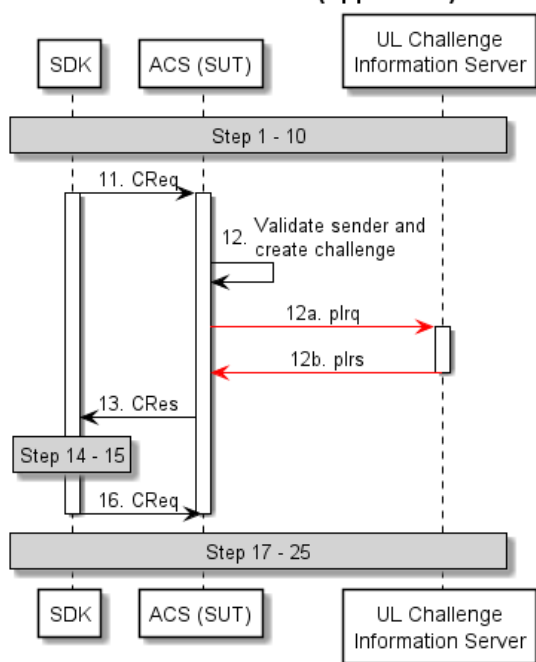 SDK
ACS (SUT)
UL Challenge
Information Server
Step 1 - 10
11. CReq
12.
Validate sender and
create challenge
12a. plrq
12b. plrs
13. CRes
Step 14 - 15
16. CReq
Step 17 - 25
SDK
ACS (SUT)
UL Challenge
Information Server